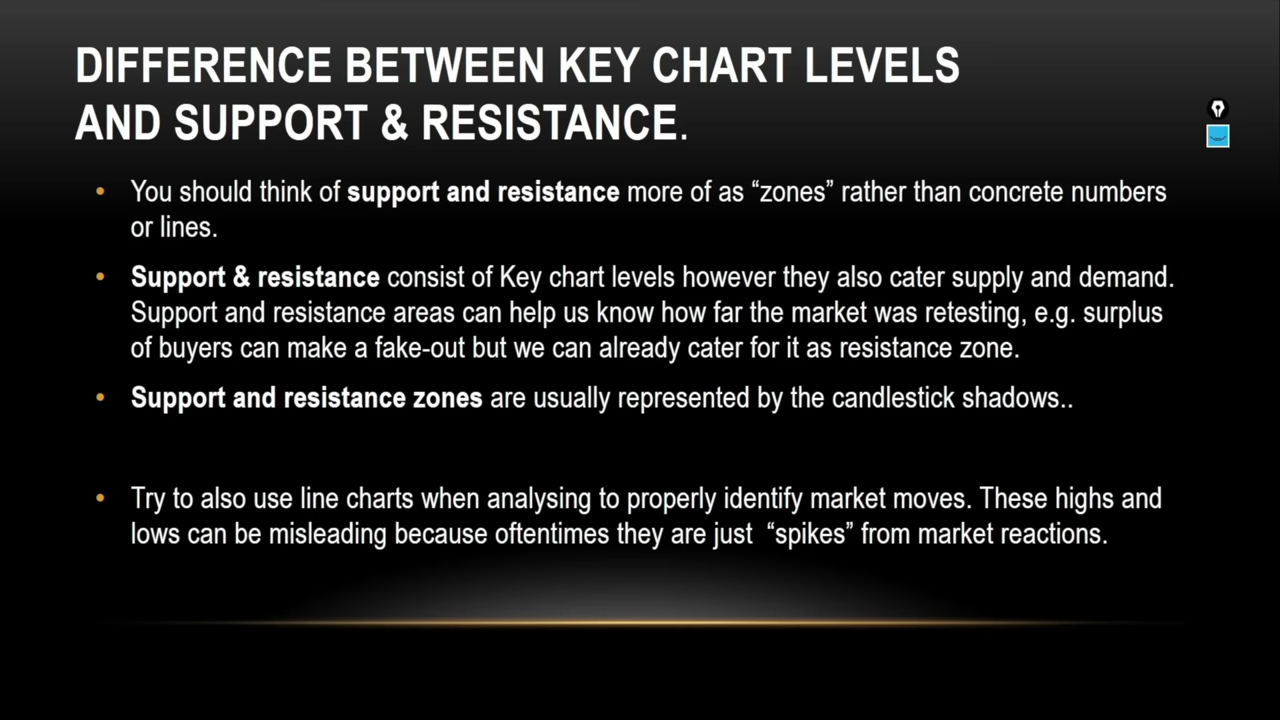 DIFFERENCE BETWEEN KEY CHART LEVELS
AND SUPPORT & RESISTANCE.
• You should think of support and resistance more of as “zones” rather than concrete numbers
or lines.
• Support & resistance consist of Key chart levels however they also cater supply and demand.
Support and resistance areas can help us know how far the market was retesting, e.g. surplus
of buyers can make a fake-out but we can already cater for it as resistance zone.
• Support and resistance zones are usually represented by the candlestick shadows..
• Try to also use line charts when analysing to properly identify market moves. These highs and
lows can be misleading because oftentimes they are just  “spikes” from market reactions.